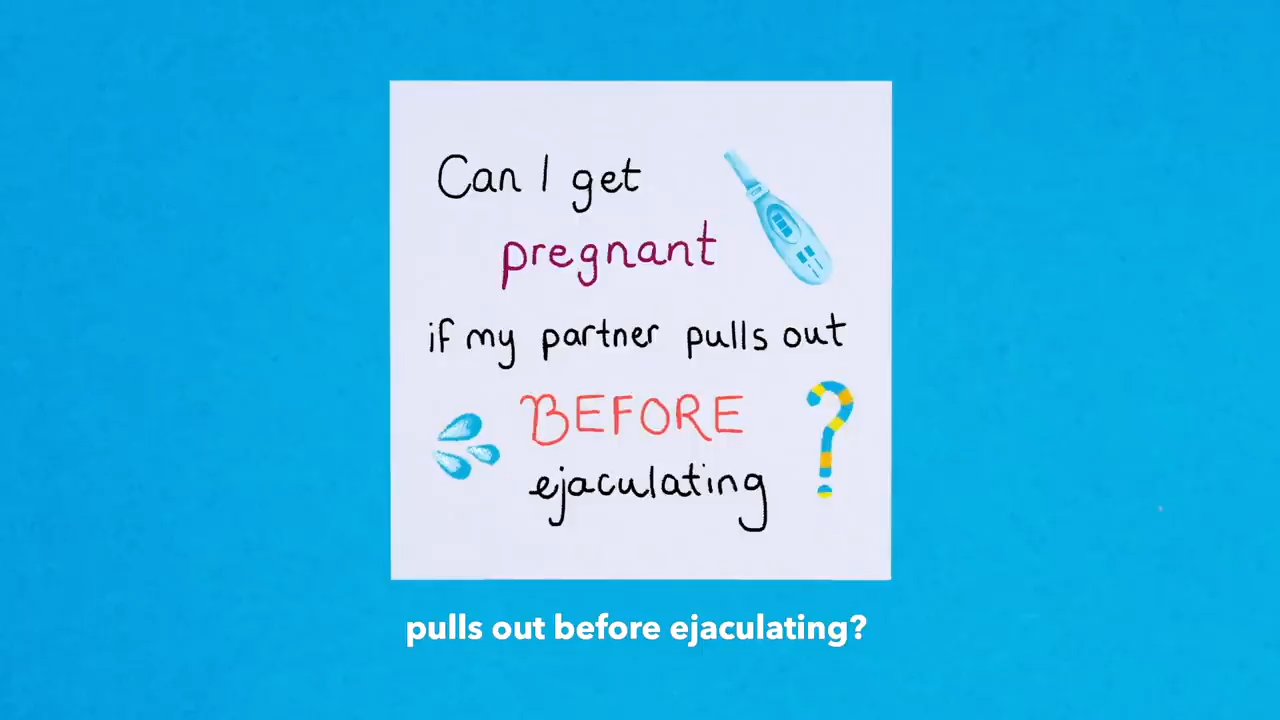 Can I get
pregnant
if my partner pulls out
BEFORE
ejaculating
?
pulls out before ejaculating?